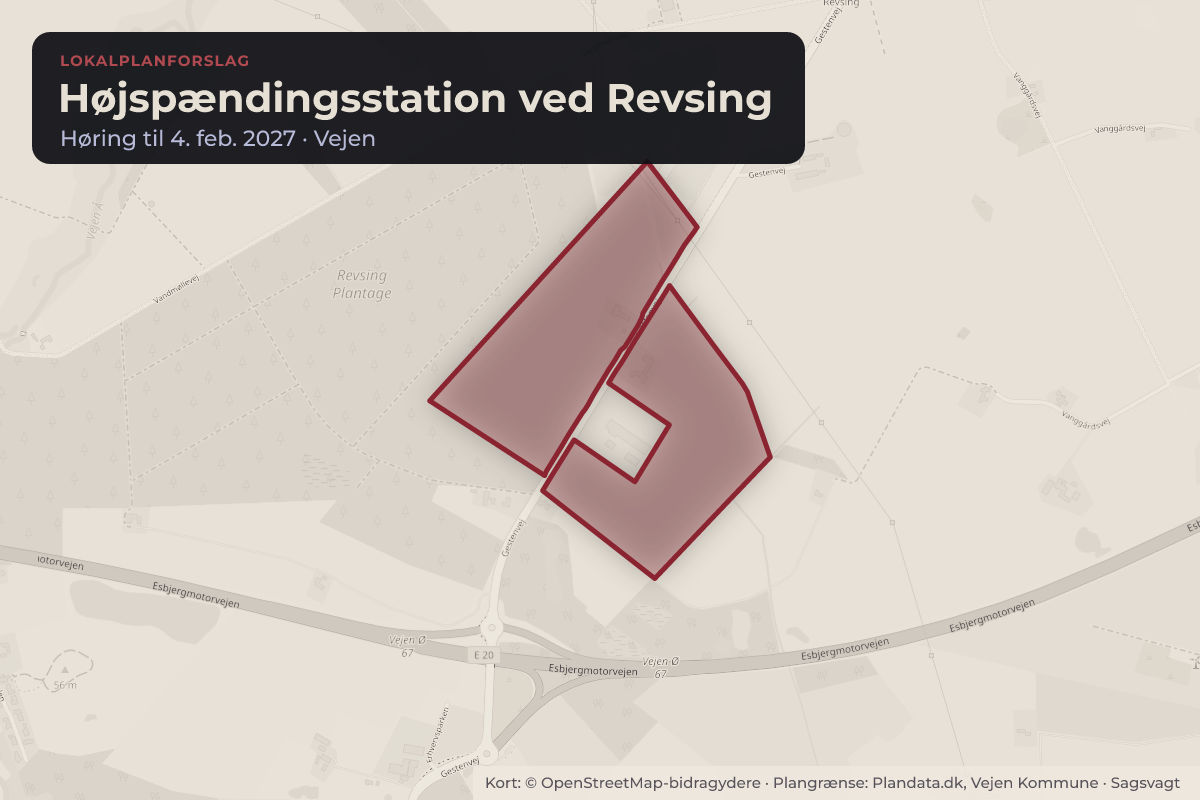 Revsing
Gestenvej
LOKALPLANFORSLAG
Højspændingsstation ved Revsing
Høring til 4. feb. 2027 · Vejen
Vanggårdsvej
Vanggårdsvej
Gestenvej
Vejen Å
Revsing
Plantage
Vandmøllevej
Vanggårdsvej
Gestenvej
Esbjergmotorvejen
Esbjergmotorvejen
Esbjergmotorvejen
Vejen Ø
67
E 20
Vejen Ø
67
Esbjergmotorvejen
56 m
Erhvervsparken
Gestenvej
Kort: © OpenStreetMap-bidragydere · Plangrænse: Plandata.dk, Vejen Kommune · Sagsvagt